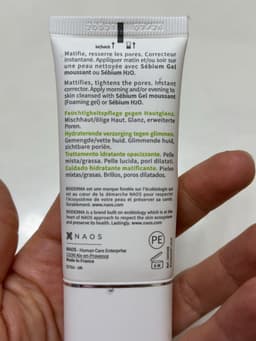 Matifie, resserre les pores. Correcteur
instantané. Appliquer matin et/ou soir sur
une peau nettoyée avec Sébium Gel
moussant ou Sébium H2O.
Mattifies, tightens the pores. Instant
corrector. Apply morning and/or evening to
skin cleansed with Sébium Gel moussant
(Foaming gel) or Sébium H2O.
Feuchtigkeitspflege gegen Hautglanz.
Mischhaut/ölige Haut. Glanz, erweiterte
Poren.
Hydraterende verzorging tegen glimmen.
Gemengde/vette huid. Glimmende huid,
zichtbare poriën.
Trattamento idratante opacizzante. Pelle
mista/grassa. Pelle lucida, pori dilatati.
Cuidado hidratante matificante. Pieles
mixtas/grasas. Brillos, poros dilatados.
BIODERMA est une marque fondée sur l'écobiologie qui est
au cœur de la démarche NAOS pour respecter
l'écosystème de votre peau et préserver sa santé
durablement. www.naos.com
BIODERMA is a brand built on ecobiology which is at the
heart of NAOS approach to respect the skin ecosystem and
preserve its health. Lastingly. www.naos.com
NAOS
NAOS - Human Care Enterprise
Aix-en-Provence
Made in France
PE